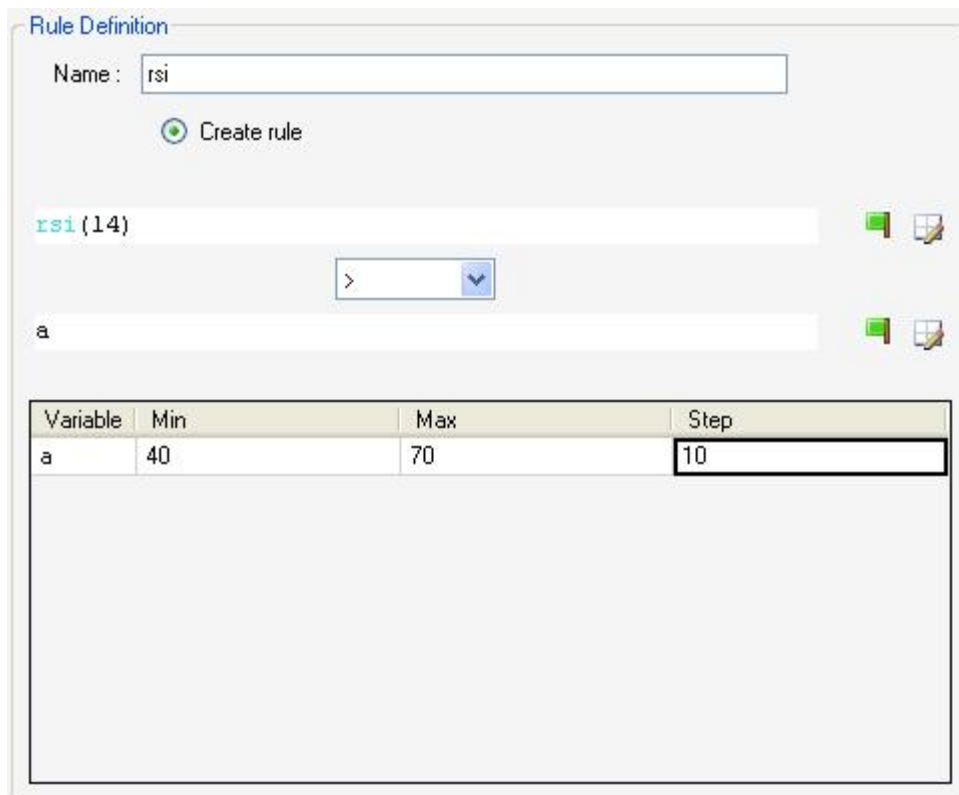 Rule Definition
Name : rsi
Create rule
rsi(14)
>
a
Variable Min Max Step
a 40 70 10